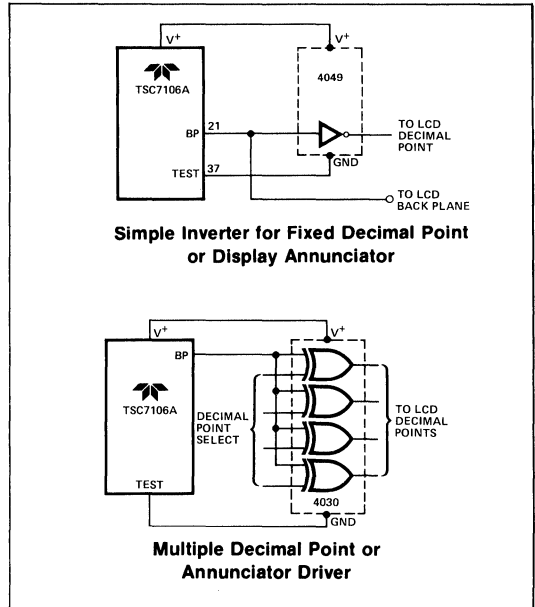 V+
V+
4049
TSC7106A
BP
21
TO LCD
DECIMAL
POINT
TEST
37
GND
TO LCD
BACK PLANE
Simple Inverter for Fixed Decimal Point
or Display Annunciator
V+
V+
BP
TSC7106A
DECIMAL
POINT
SELECT
TO LCD
DECIMAL
POINTS
TEST
4030
GND
Multiple Decimal Point or
Annunciator Driver